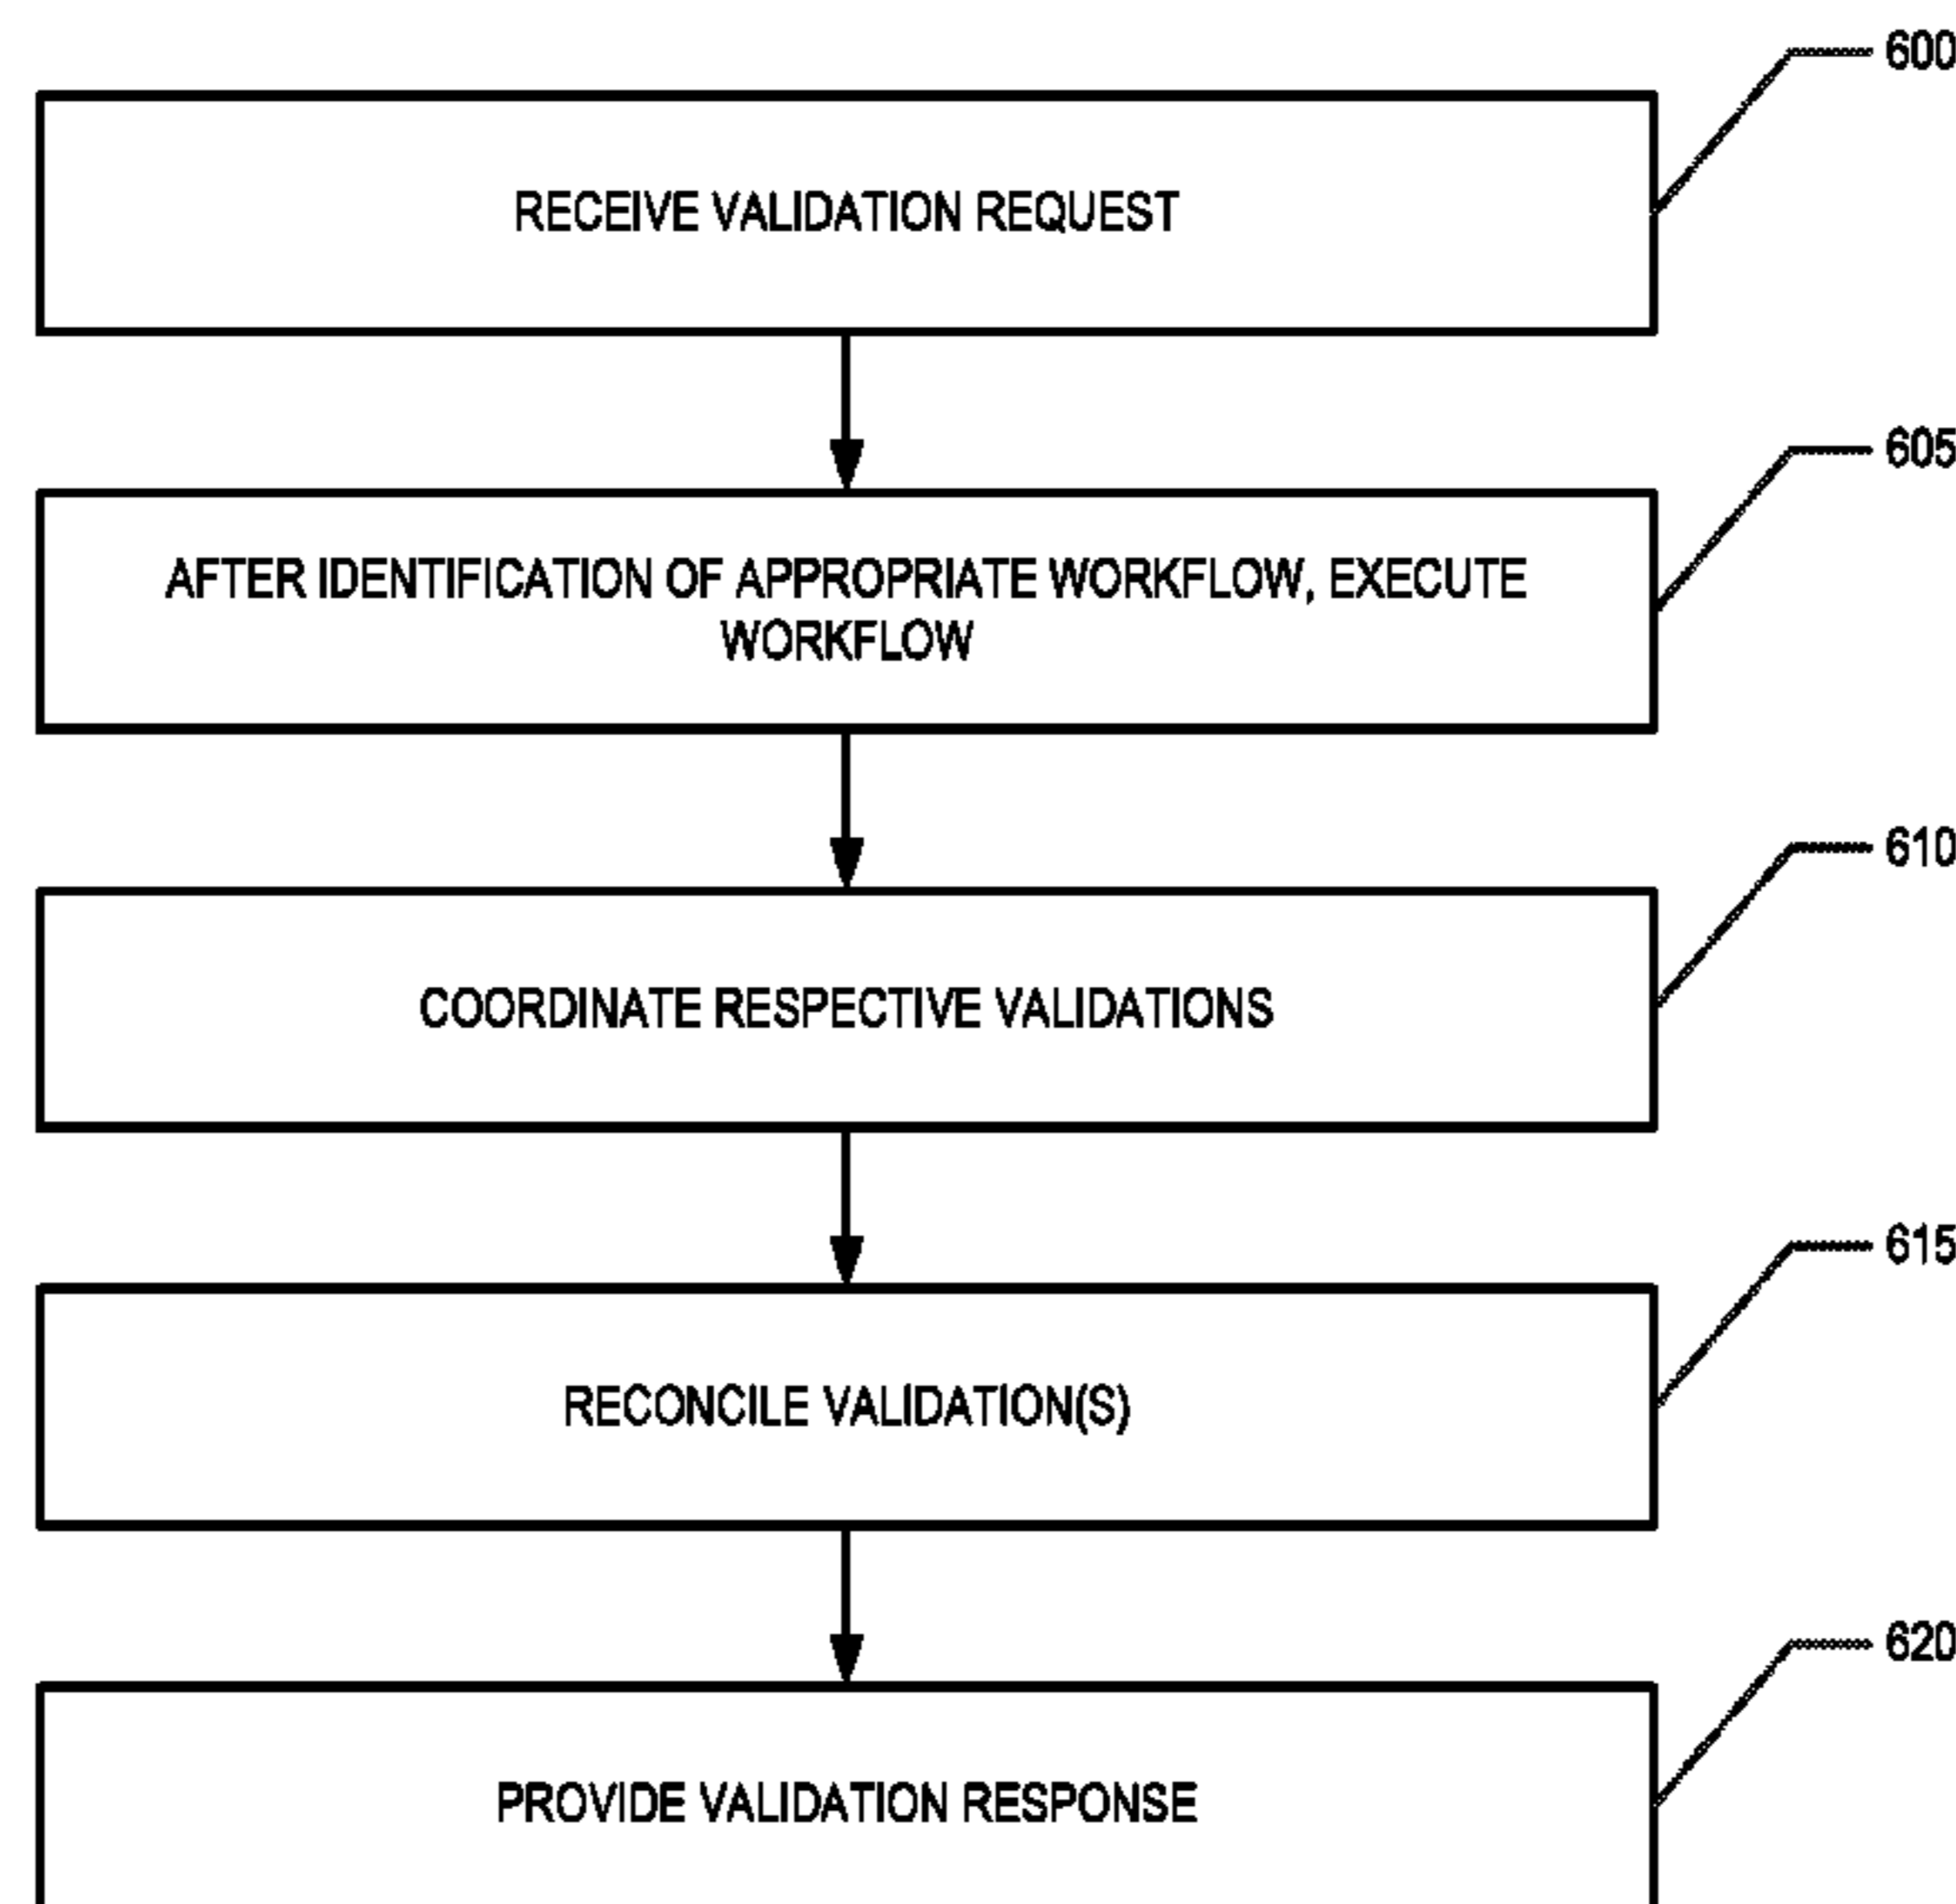 600
RECEIVE VALIDATION REQUEST
605
AFTER IDENTIFICATION OF APPROPRIATE WORKFLOW, EXECUTE
WORKFLOW
610
COORDINATE RESPECTIVE VALIDATIONS
615
RECONCILE VALIDATION(S)
620
PROVIDE VALIDATION RESPONSE